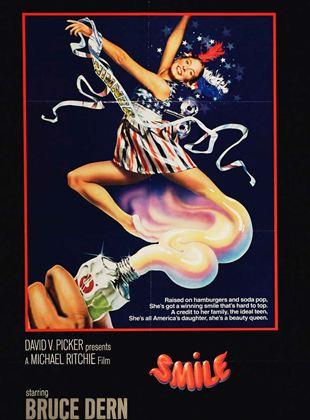 Raised on hamburgers and soda pop,
She's got a winning smile that's hard to top.
A credit to her family, the ideal teen,
She's all America's daughter, she's a beauty queen.
DAVID V. PICKER presents
A MICHAEL RITCHIE Film
SMILE
starring
BRUCE DERN